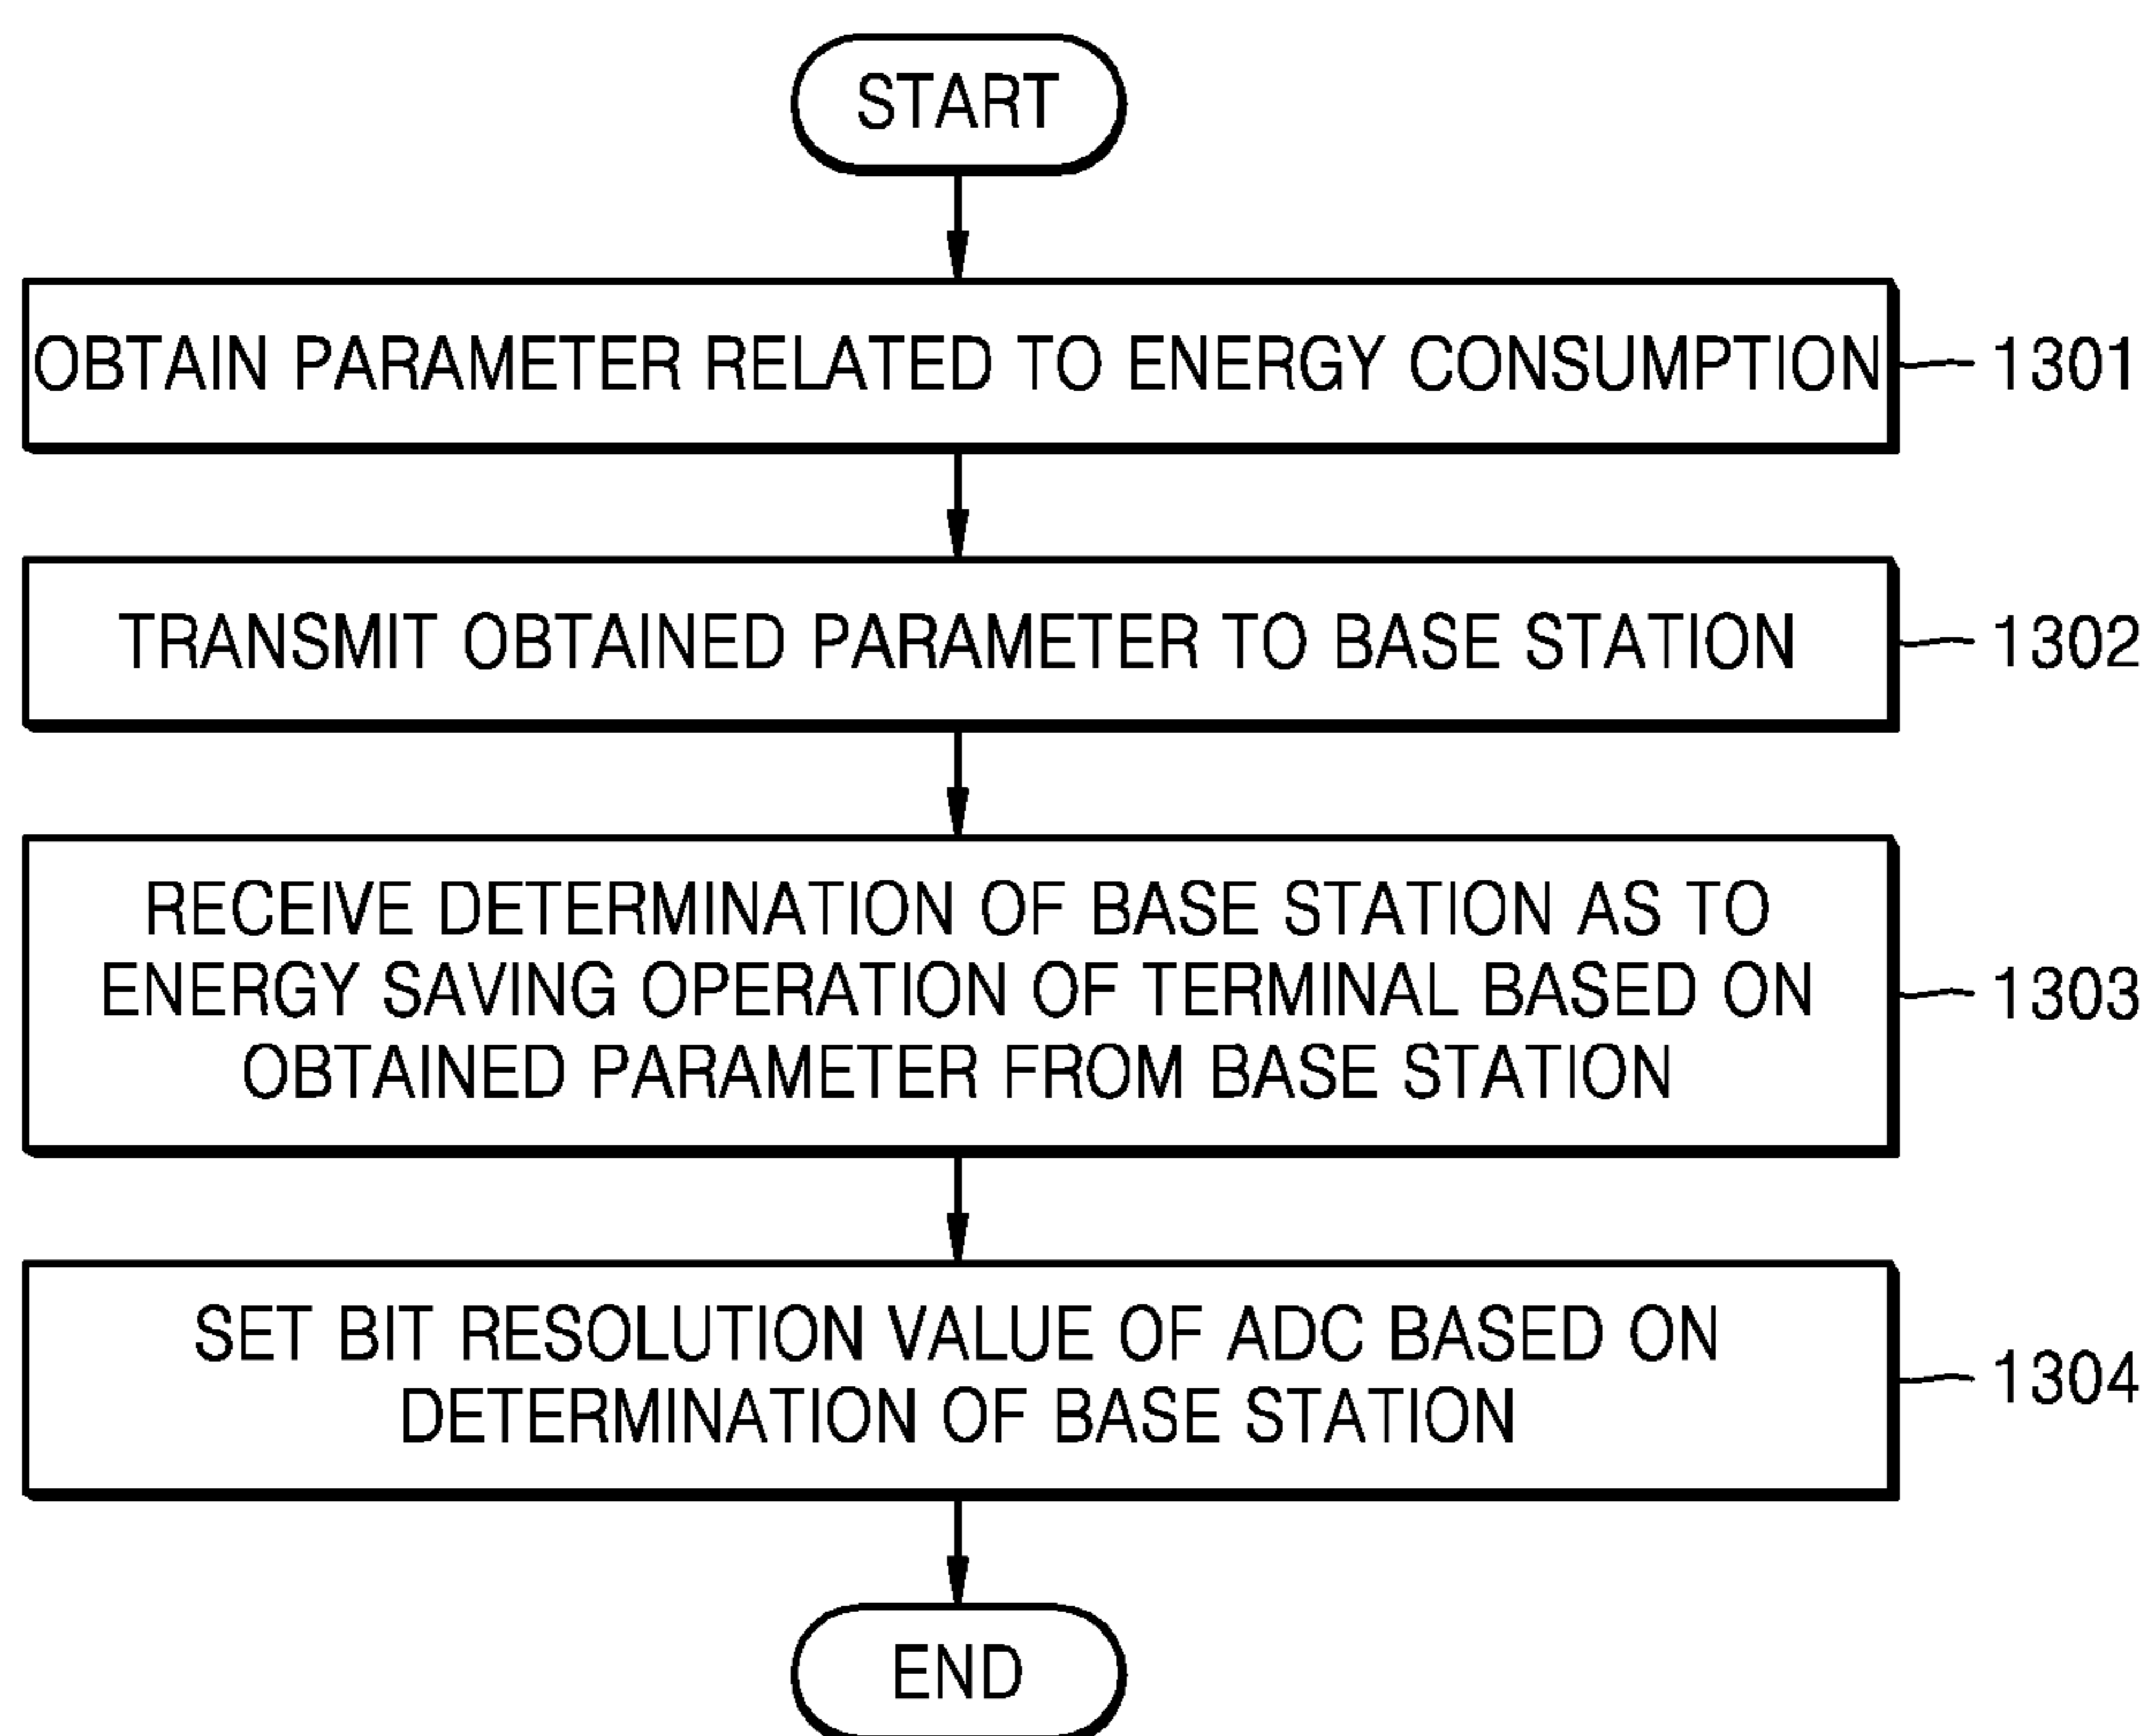 START
OBTAIN PARAMETER RELATED TO ENERGY CONSUMPTION
1301
TRANSMIT OBTAINED PARAMETER TO BASE STATION
1302
RECEIVE DETERMINATION OF BASE STATION AS TO
ENERGY SAVING OPERATION OF TERMINAL BASED ON
OBTAINED PARAMETER FROM BASE STATION
1303
SET BIT RESOLUTION VALUE OF ADC BASED ON
DETERMINATION OF BASE STATION
1304
END